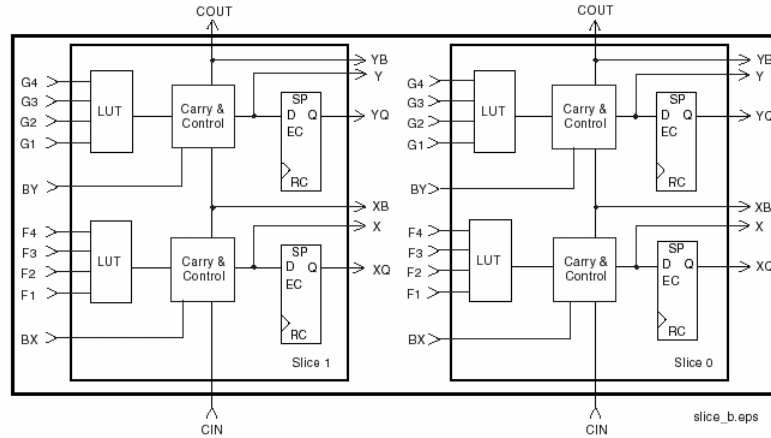 COUT
YB
Y
G4
G3
G2
G1
LUT
Carry &
Control
SP
D Q
EC
RC
YQ
BY
XB
X
F4
F3
F2
F1
LUT
Carry &
Control
SP
D Q
EC
RC
XQ
BX
Slice 1
CIN
COUT
YB
Y
G4
G3
G2
G1
LUT
Carry &
Control
SP
D Q
EC
RC
YQ
BY
XB
X
F4
F3
F2
F1
LUT
Carry &
Control
SP
D Q
EC
RC
XQ
BX
Slice 0
CIN
slice_b.eps